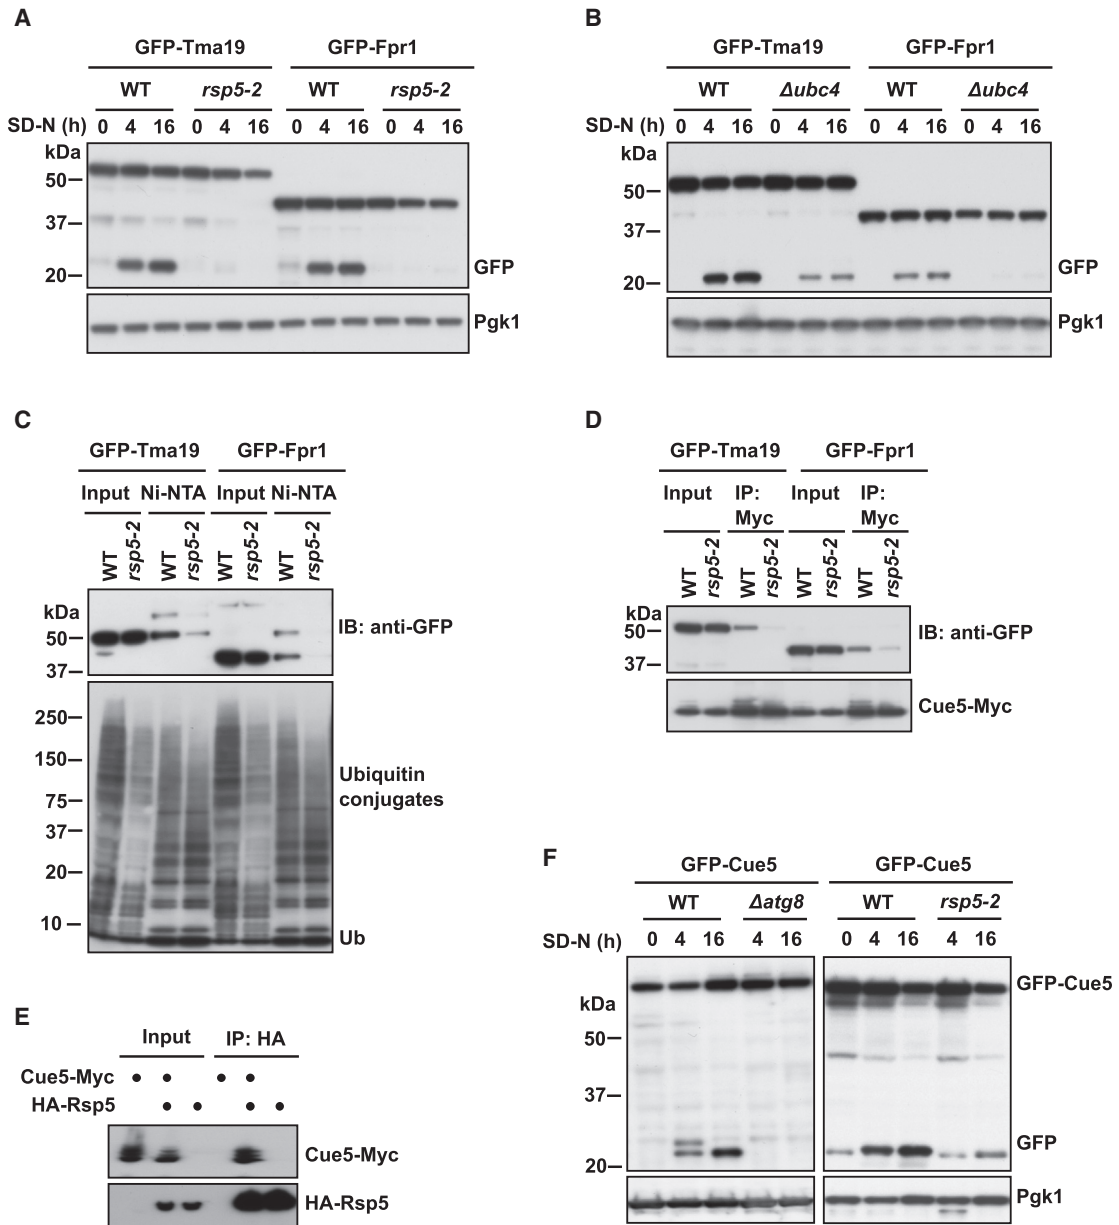 A
GFP-Tma19 GFP-Fpr1
WT rsp5-2 WT rsp5-2
SD-N (h) 0 4 16 0 4 16 0 4 16 0 4 16
kDa
50
37
20
GFP
Pgk1
B
GFP-Tma19 GFP-Fpr1
WT Δubc4 WT Δubc4
SD-N (h) 0 4 16 0 4 16 0 4 16 0 4 16
kDa
50
37
20
GFP
Pgk1
C
GFP-Tma19 GFP-Fpr1
Input Ni-NTA Input Ni-NTA
WT rsp5-2 WT rsp5-2 WT rsp5-2 WT rsp5-2
kDa
50
37
IB: anti-GFP
250
150
75
37
20
10
Ubiquitin
conjugates
Ub
D
GFP-Tma19 GFP-Fpr1
Input IP: Input IP:
Myc Myc
WT rsp5-2 WT rsp5-2 WT rsp5-2 WT rsp5-2
kDa
50
37
IB: anti-GFP
Cue5-Myc
E
Input IP: HA
Cue5-Myc
HA-Rsp5
Cue5-Myc
HA-Rsp5
F
GFP-Cue5 GFP-Cue5
WT Δatg8 WT rsp5-2
SD-N (h) 0 4 16 4 16 0 4 16 4 16
GFP-Cue5
kDa
50
37
20
GFP
Pgk1